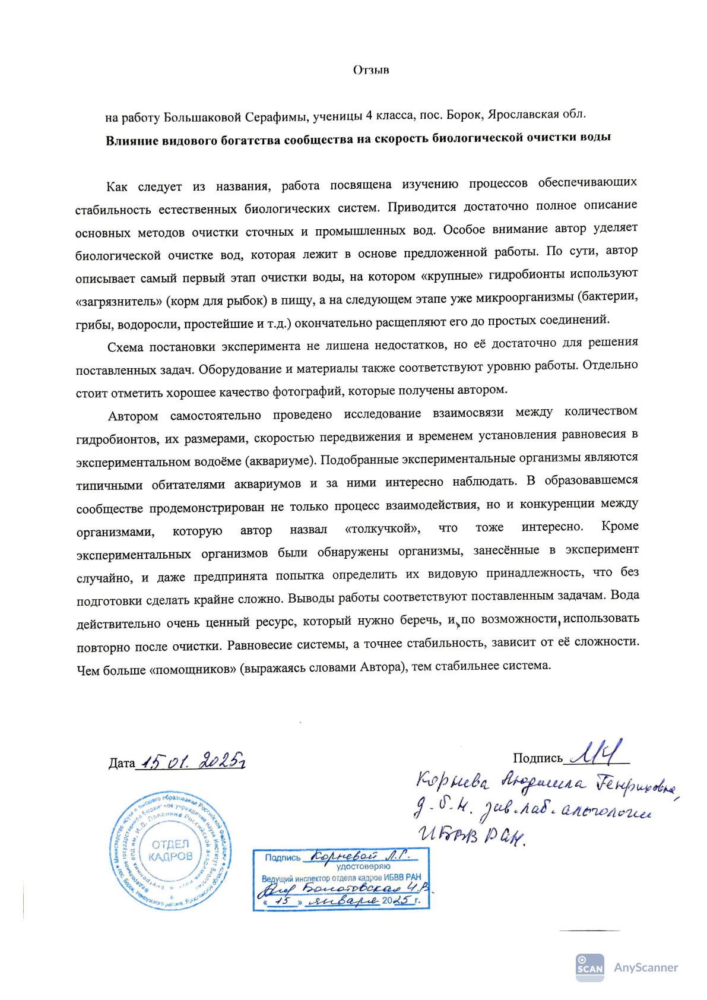 Отзыв
на работу Большаковой Серафимы, ученицы 4 класса, пос. Борок, Ярославская обл.
Влияние видового богатства сообщества на скорость биологической очистки воды
Как следует из названия, работа посвящена изучению процессов обеспечивающих
стабильность естественных биологических систем. Приводится достаточно полное описание
основных методов очистки сточных и промышленных вод. Особое внимание автор уделяет
биологической очистке вод, которая лежит в основе предложенной работы. По сути, автор
описывает самый первый этап очистки воды, на котором «крупные» гидробионты используют
«загрязнитель» (корм для рыбок) в пищу, а на следующем этапе уже микроорганизмы (бактерии,
грибы, водоросли, простейшие и т.д.) окончательно расщепляют его до простых соединений.
Схема постановки эксперимента не лишена недостатков, но её достаточно для решения
поставленных задач. Оборудование и материалы также соответствуют уровню работы. Отдельно
стоит отметить хорошее качество фотографий, которые получены автором.
Автором самостоятельно проведено исследование взаимосвязи между количеством
гидробионтов, их размерами, скоростью передвижения и временем установления равновесия в
экспериментальном водоёме (аквариуме). Подобранные экспериментальные организмы являются
типичными обитателями аквариумов и за ними интересно наблюдать. В образовавшемся
сообществе продемонстрирован не только процесс взаимодействия, но и конкуренции между
организмами, которую автор назвал «толкучкой», что тоже интересно. Кроме
экспериментальных организмов были обнаружены организмы, занесённые в эксперимент
случайно, и даже предпринята попытка определить их видовую принадлежность, что без
подготовки сделать крайне сложно. Выводы работы соответствуют поставленным задачам. Вода
действительно очень ценный ресурс, который нужно беречь, и, по возможности, использовать
повторно после очистки. Равновесие системы, а точнее стабильность, зависит от её сложности.
Чем больше «помощников» (выражаясь словами Автора), тем стабильнее система.
Дата 15 01. 2025г
Подпись
Корнева Людмила Генриховна,
д.б.н. зав.лаб. альгологии
ИБВВ РАН.
ОТДЕЛ
КАДРОВ
Подпись Корневой Л.Г.
удостоверяю
Ведущий инспектор отдела кадров ИБВВ РАН
Болотовская И.В.
« 15 » января 2025 г.
SCAN
AnyScanner